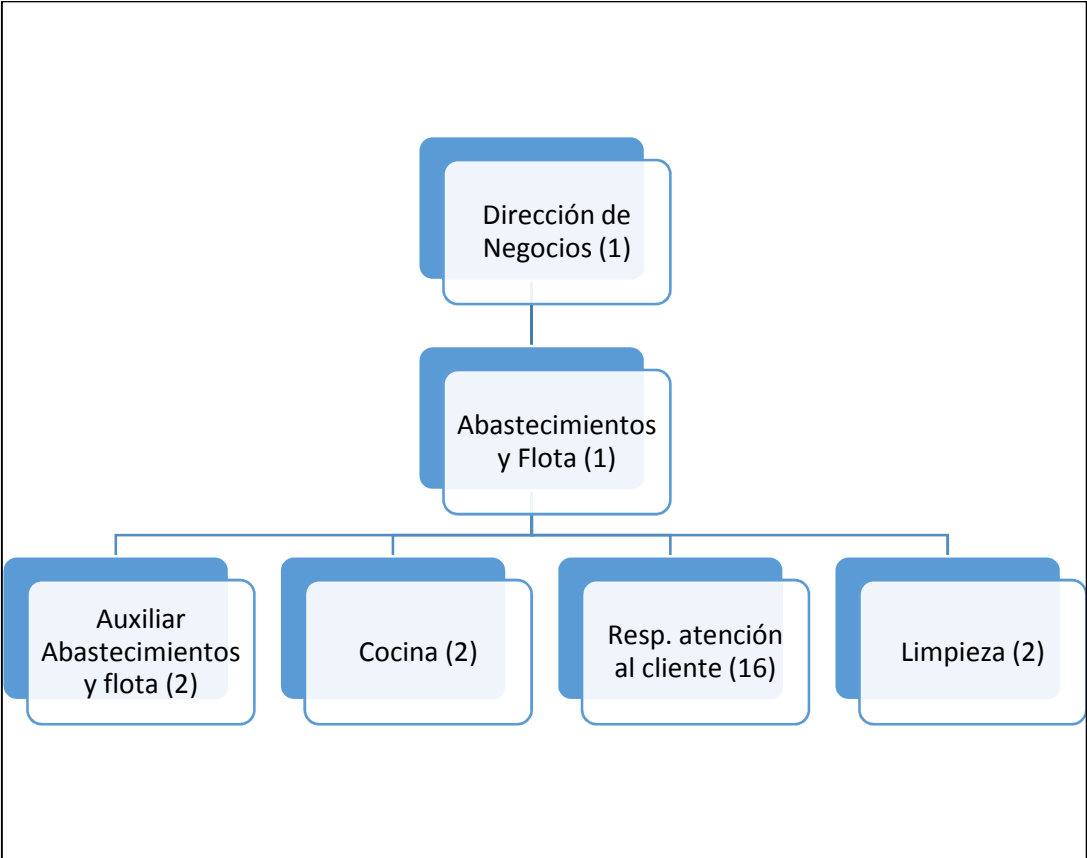 Dirección de
Negocios (1)
Abastecimientos
y Flota (1)
Auxiliar
Abastecimientos
y flota (2)
Cocina (2)
Resp. atención
al cliente (16)
Limpieza (2)